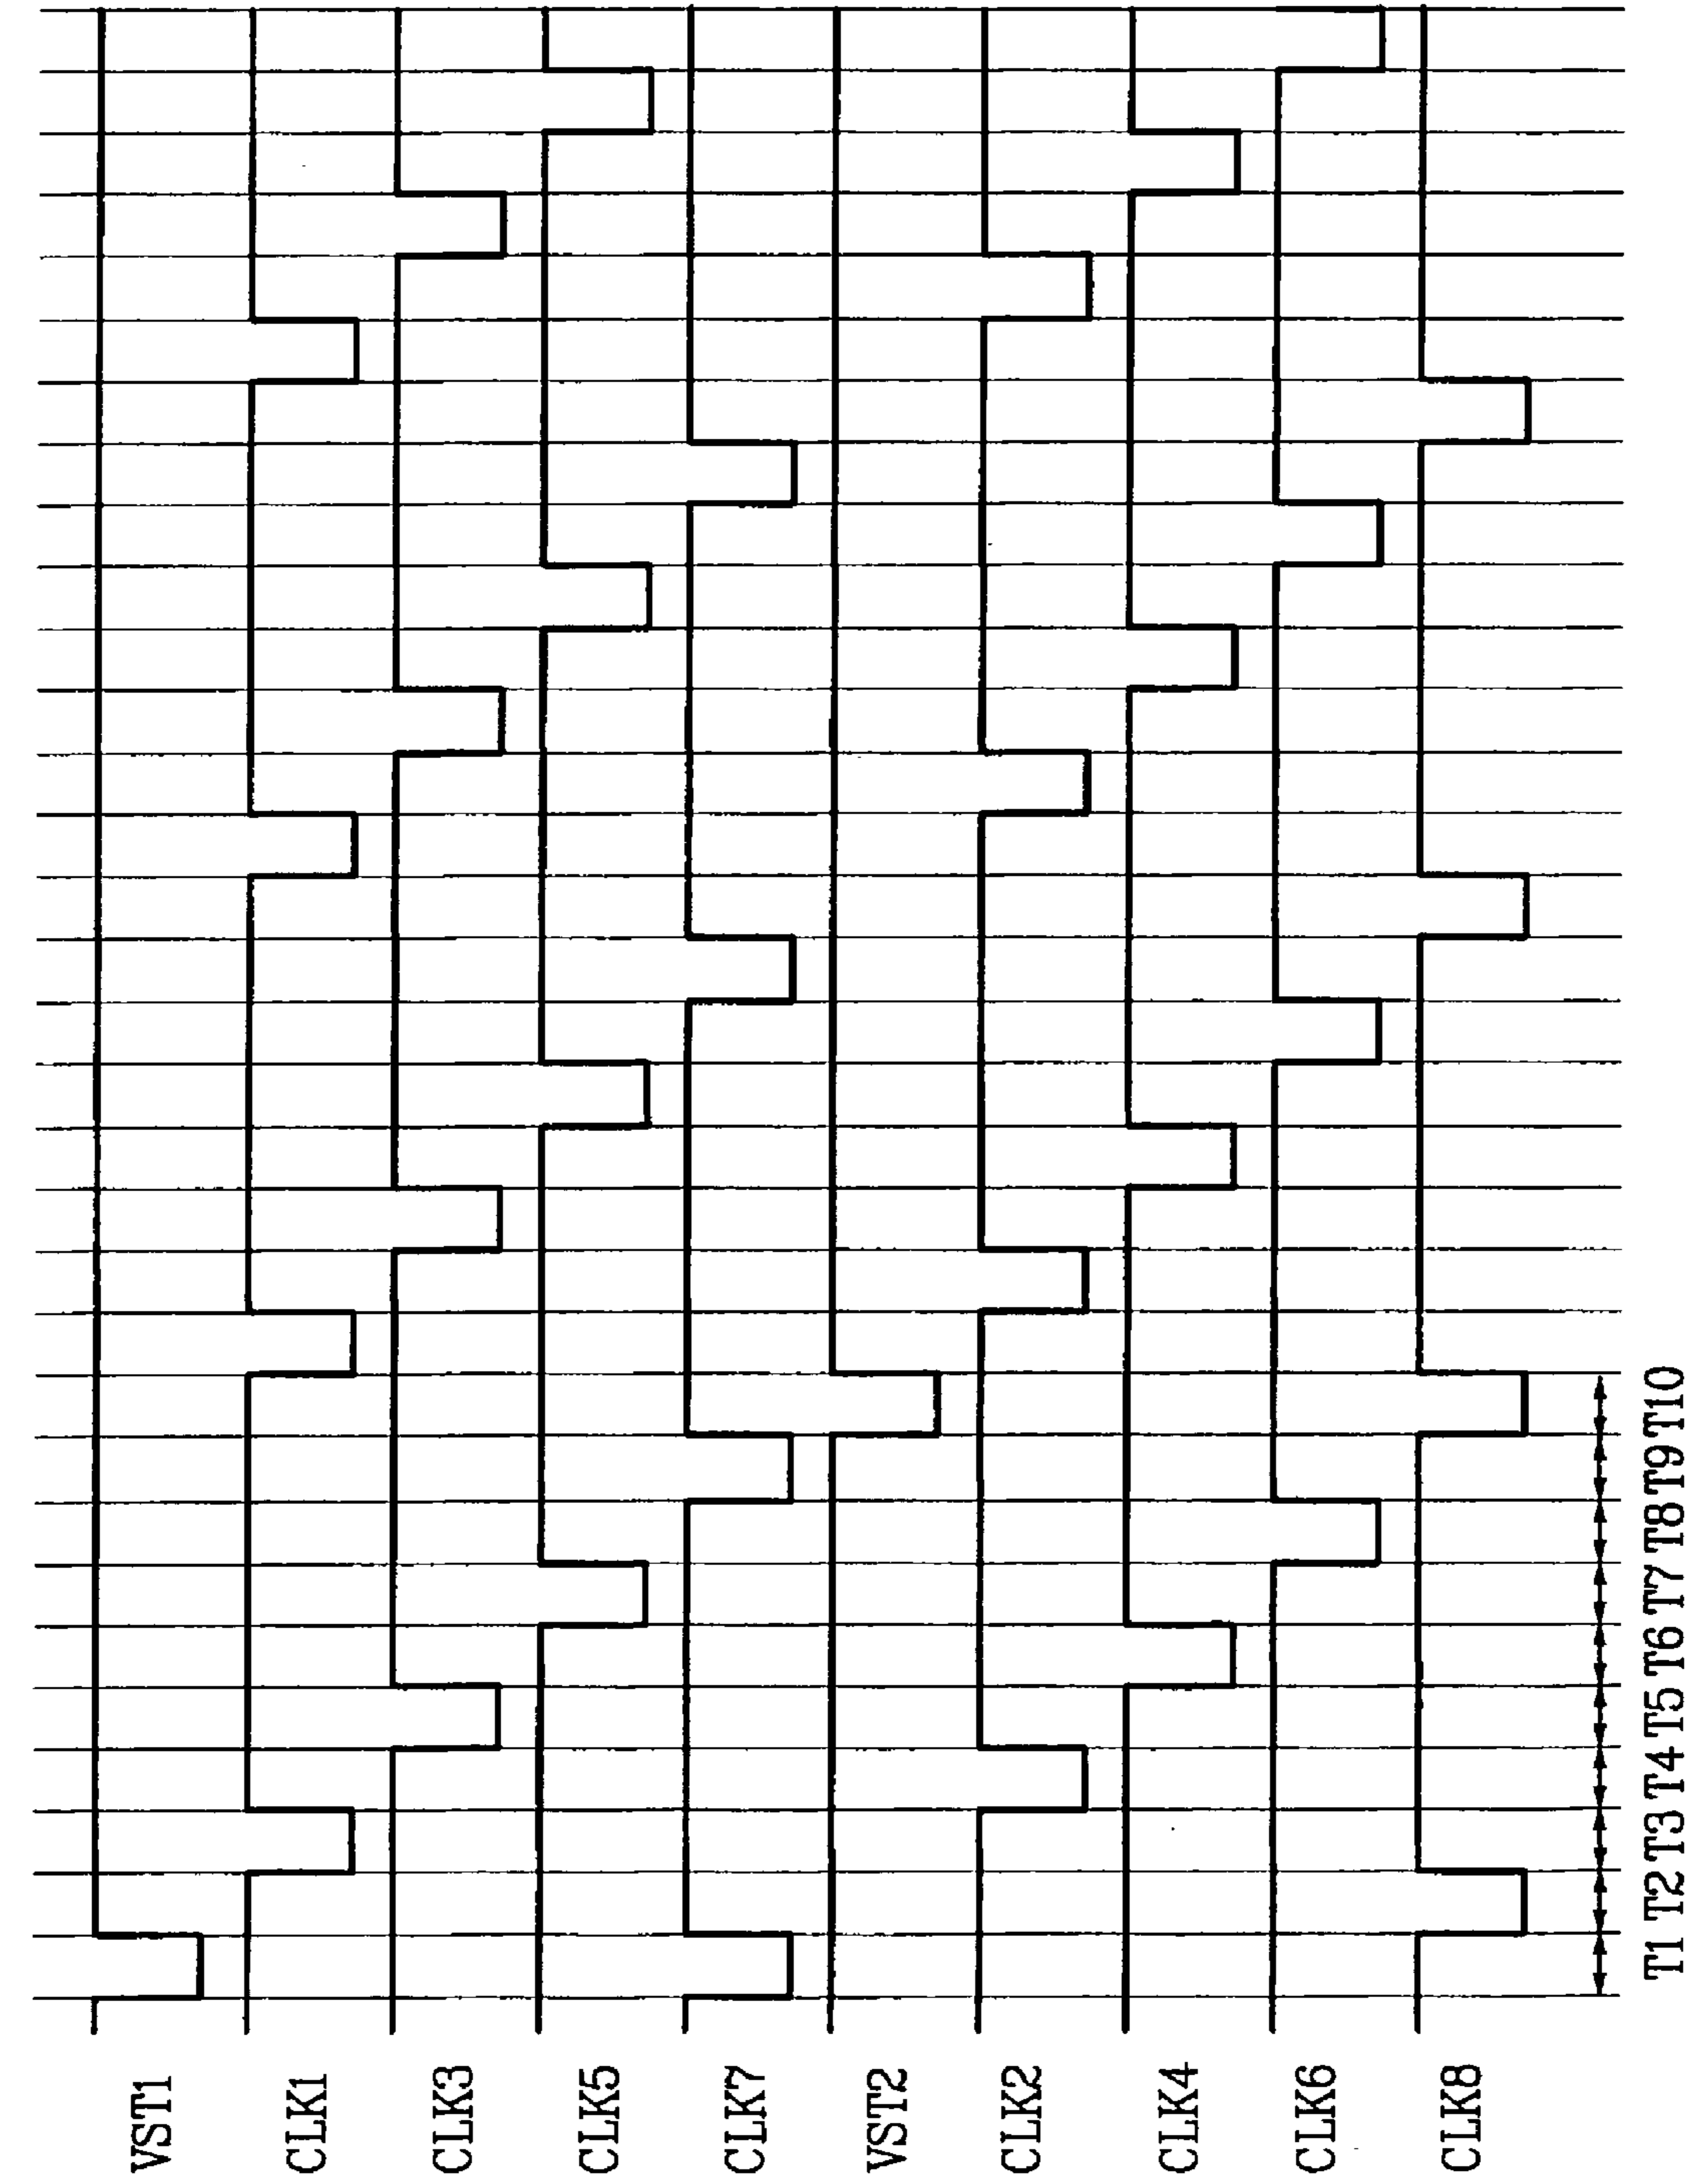 VST1
CLK1
CLK3
CLK5
CLK7
VST2
CLK2
CLK4
CLK6
CLK8
T1 T2 T3 T4 T5 T6 T7 T8 T9 T10